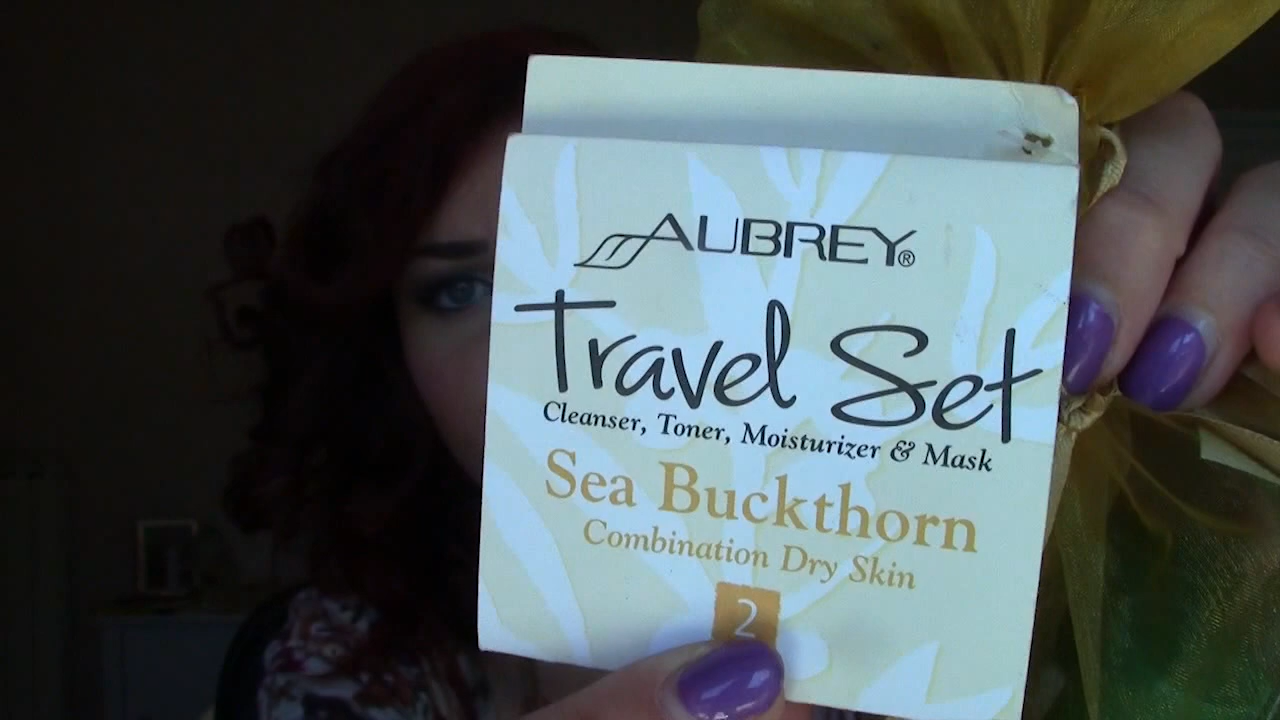 AUBREY®
Travel Set
Cleanser, Toner, Moisturizer & Mask
Sea Buckthorn
Combination Dry Skin
2